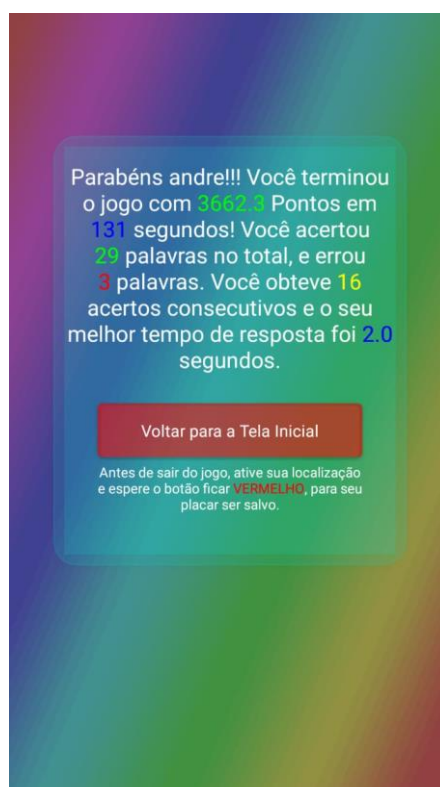 Parabéns andre!!! Você terminou
o jogo com 3662.3 Pontos em
131 segundos! Você acertou
29 palavras no total, e errou
3 palavras. Você obteve 16
acertos consecutivos e o seu
melhor tempo de resposta foi 2.0
segundos.
Voltar para a Tela Inicial
Antes de sair do jogo, ative sua localização
e espere o botão ficar VERMELHO, para seu
placar ser salvo.